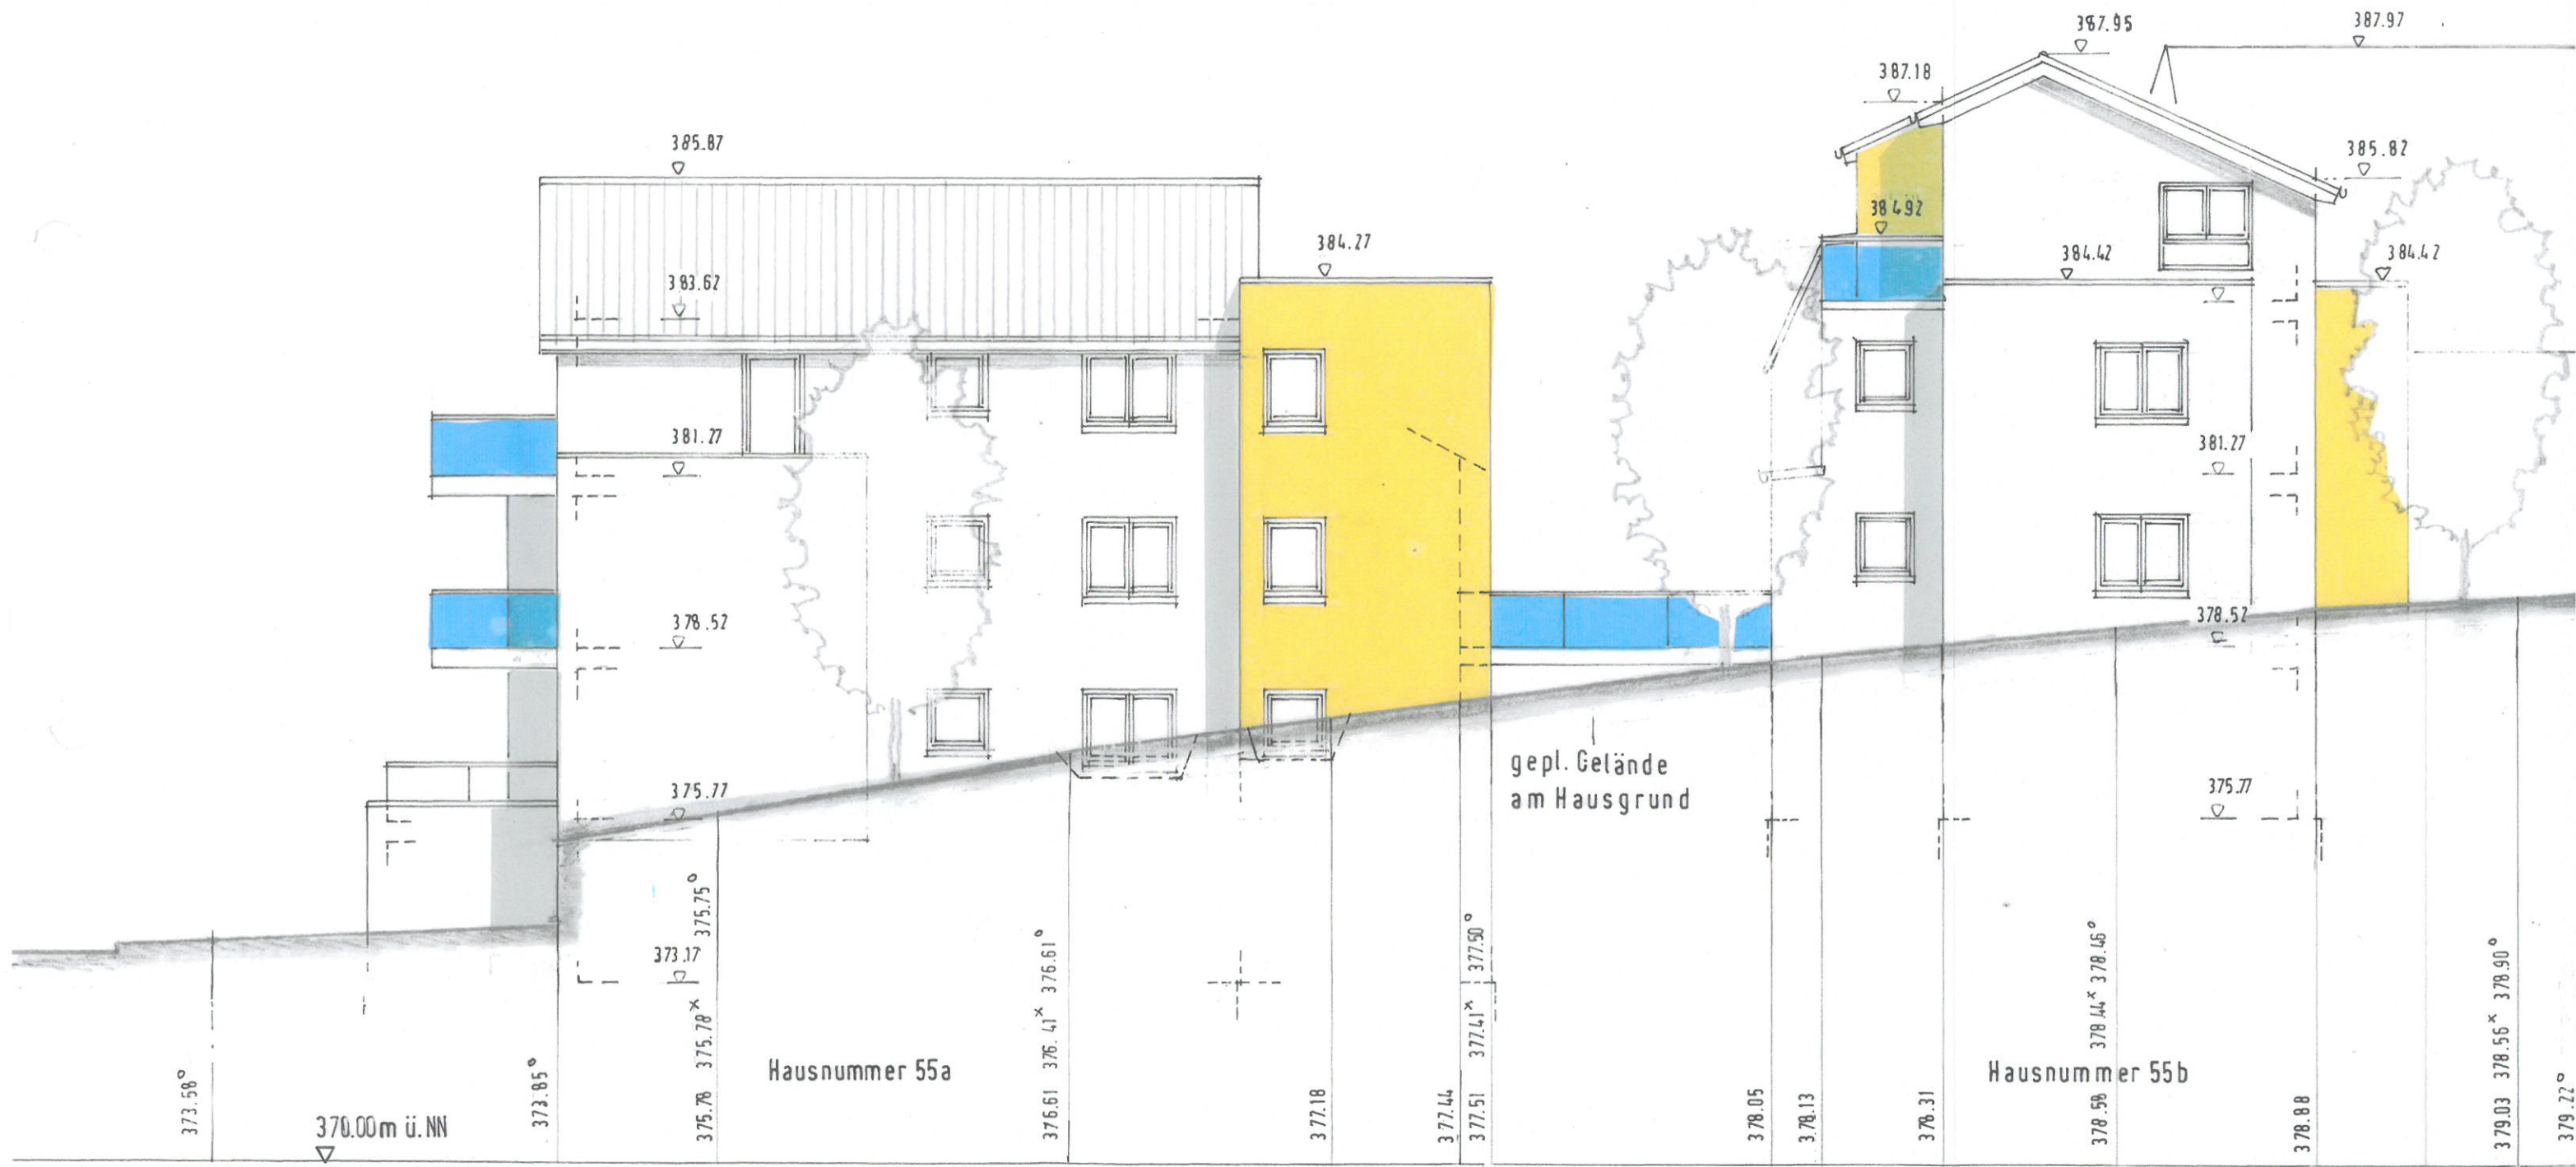 387.95
387.97
387.18
385.87
385.82
384.92
384.27
384.42
384.42
383.62
381.27
381.27
378.52
378.52
gepl. Gelände
am Hausgrund
375.77
375.77
373.17
Hausnummer 55a
Hausnummer 55b
370.00m ü.NN
373.58°
373.85°
375.78 375.78ˣ 375.75°
376.61 376.41ˣ 376.61°
377.18
377.44
377.51 377.41ˣ 377.50°
378.05
378.13
378.31
378.58 378.44ˣ 378.46°
378.88
379.03 378.56ˣ 378.90°
379.22°